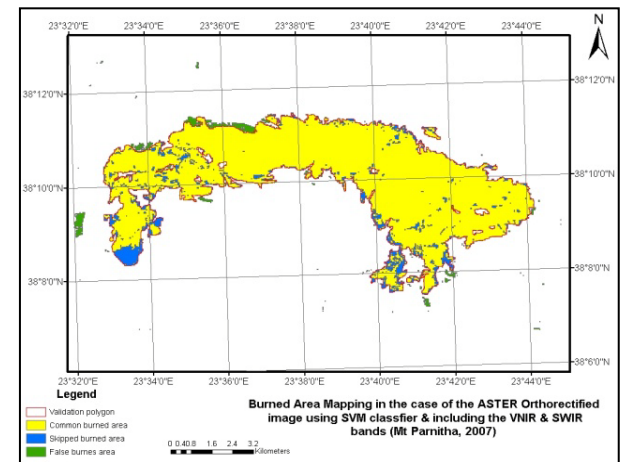 23°32'0"E 23°34'0"E 23°36'0"E 23°38'0"E 23°40'0"E 23°42'0"E 23°44'0"E
N
38°12'0"N
38°12'0"N
38°10'0"N
38°10'0"N
38°8'0"N
38°8'0"N
38°6'0"N
23°32'0"E 23°34'0"E 23°36'0"E 23°38'0"E 23°40'0"E 23°42'0"E 23°44'0"E
Legend
Validation polygon
Common burned area
Skipped burned area
False burnes area
0 0.40.8 1.6 2.4 3.2
Kilometers
Burned Area Mapping in the case of the ASTER Orthorectified
image using SVM classfier & including the VNIR & SWIR
bands (Mt Parnitha, 2007)